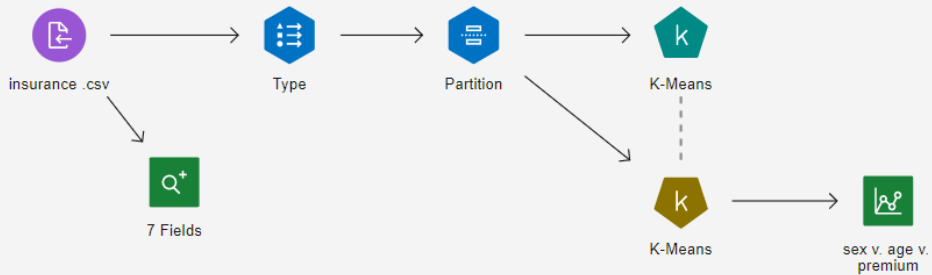 insurance .csv
Type
Partition
k
K-Means
7 Fields
k
K-Means
sex v. age v.
premium